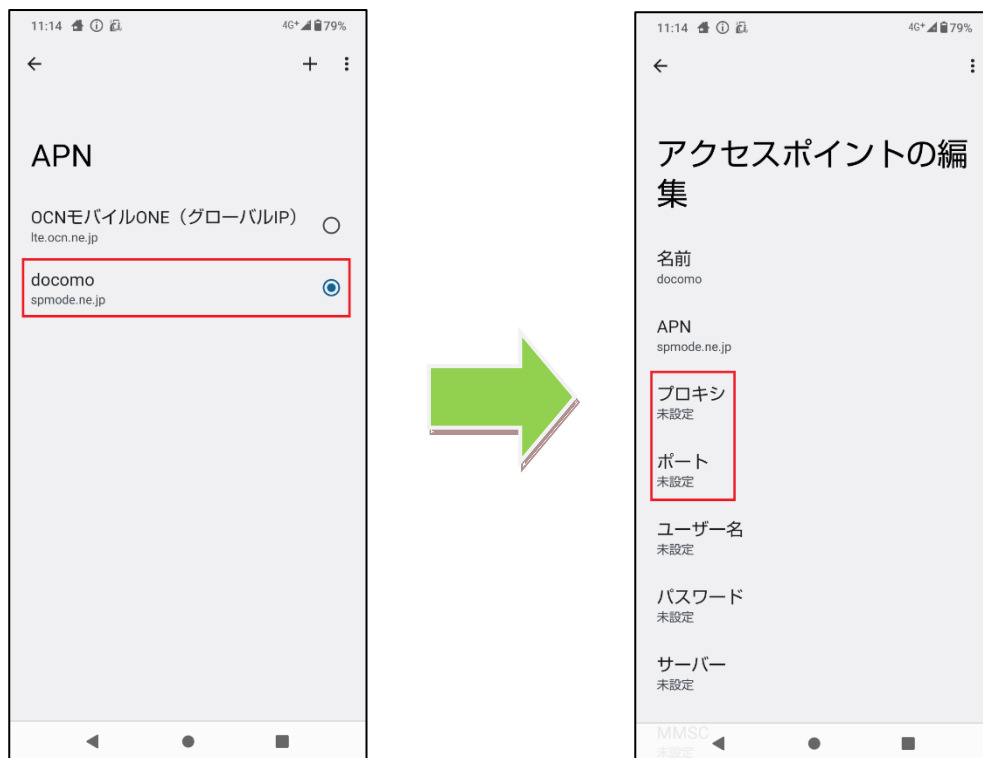 11:14
4G+ 79%
APN
OCNモバイルONE（グローバルIP）
lte.ocn.ne.jp
docomo
spmode.ne.jp
11:14
4G+ 79%
アクセスポイントの編
集
名前
docomo
APN
spmode.ne.jp
プロキシ
未設定
ポート
未設定
ユーザー名
未設定
パスワード
未設定
サーバー
未設定
MMSC
未設定